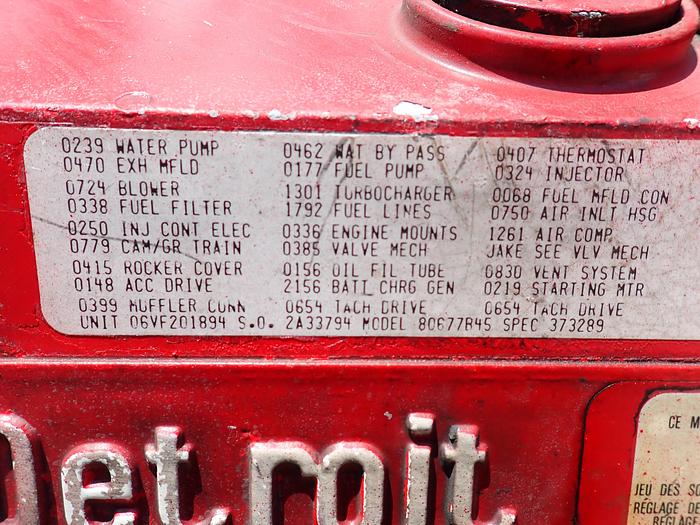 0239 WATER PUMP 0462 WAT BY PASS 0407 THERMOSTAT
0470 EXH MFLD 0177 FUEL PUMP 0324 INJECTOR
0724 BLOWER 1301 TURBOCHARGER 0068 FUEL MFLD CON
0338 FUEL FILTER 1792 FUEL LINES 0750 AIR INLT HSG
0250 INJ CONT ELEC 0336 ENGINE MOUNTS 1261 AIR COMP
0779 CAM/GR TRAIN 0385 VALVE MECH JAKE SEE VLV MECH
0415 ROCKER COVER 0156 OIL FIL TUBE 0830 VENT SYSTEM
0148 ACC DRIVE 2156 BATT CHRG GEN 0219 STARTING MTR
0399 MUFFLER CONN 0654 TACH DRIVE 0654 TACH DRIVE
UNIT 06VF201894 S.O. 2A33794 MODEL 80677B45 SPEC 373289
Detroit
CE M
JEU DES SO
RÉGLAGE DE
RÉGLAGE